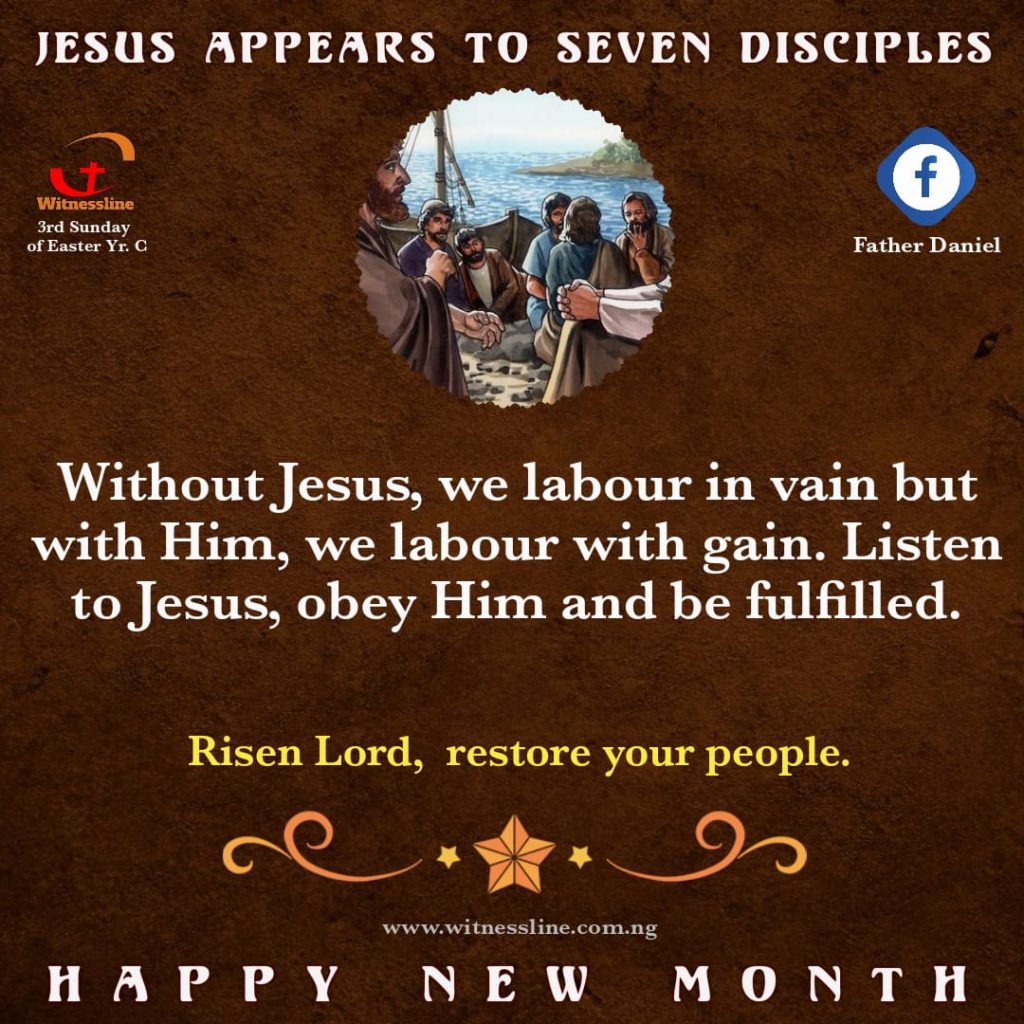 JESUS APPEARS TO SEVEN DISCIPLES
Witnessline
3rd Sunday
of Easter Yr. C
f
Father Daniel
Without Jesus, we labour in vain but
with Him, we labour with gain. Listen
to Jesus, obey Him and be fulfilled.
Risen Lord, restore your people.
www.witnessline.com.ng
HAPPY NEW MONTH